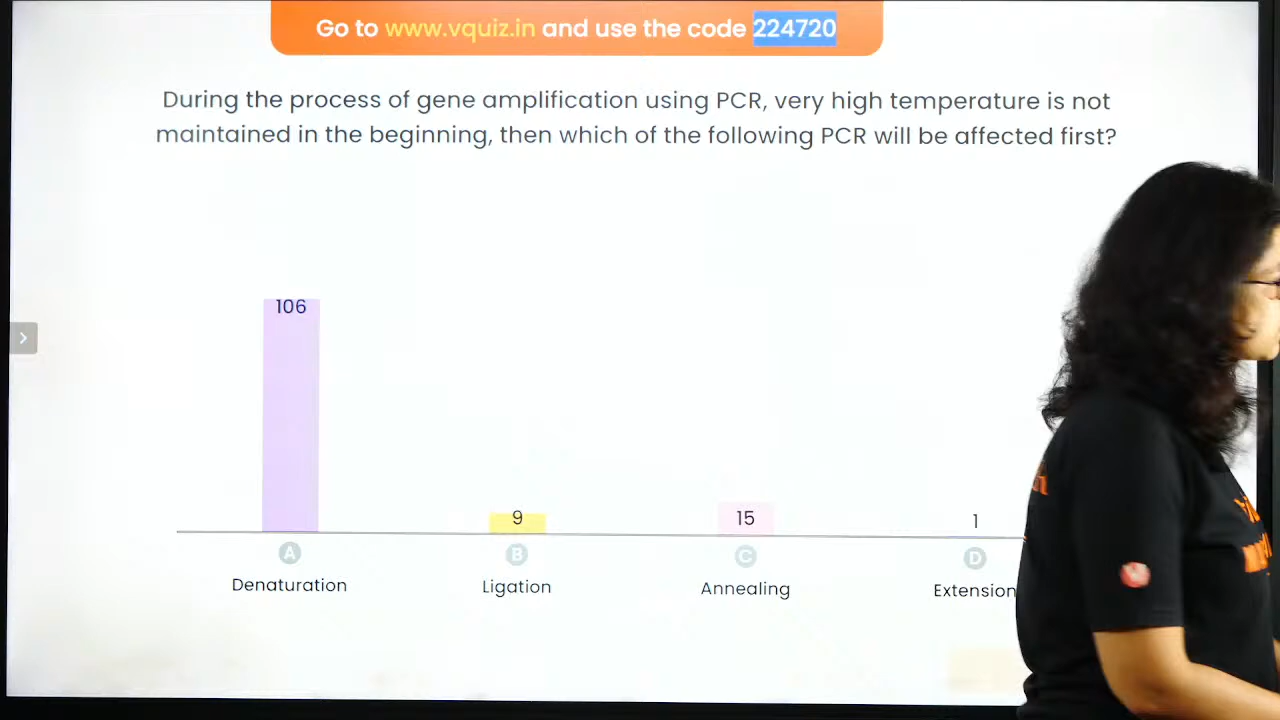 Go to www.vquiz.in and use the code 224720
During the process of gene amplification using PCR, very high temperature is not
maintained in the beginning, then which of the following PCR will be affected first?
106
9
15
1
A
B
C
D
Denaturation
Ligation
Annealing
Extension